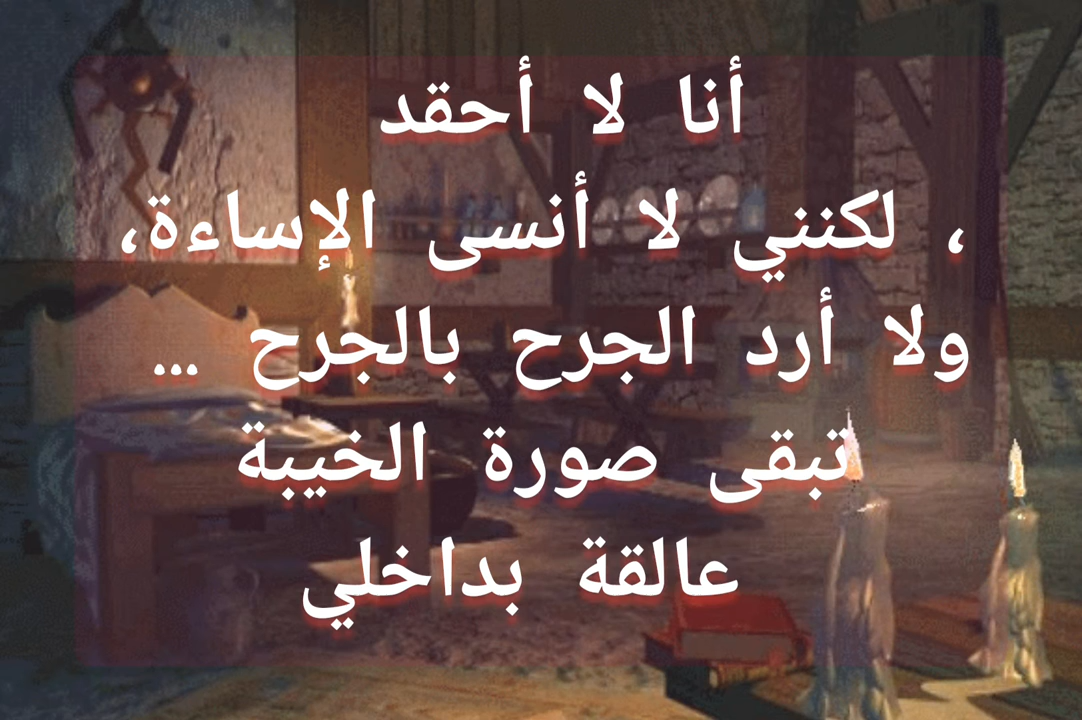 أنا لا أحقد
، لكنني لا أنسى الإساءة،
ولا أرد الجرح بالجرح ...
تبقى صورة الخيبة
عالقة بداخلي